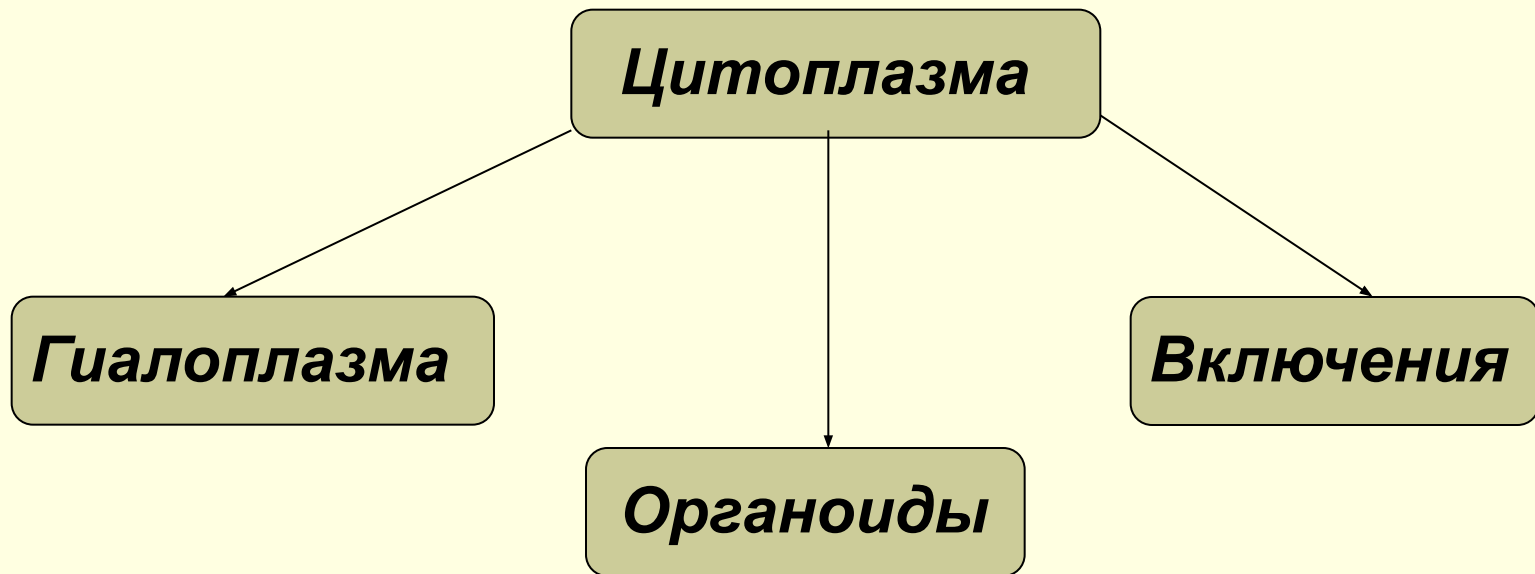 Цитоплазма
Гиалоплазма
Включения
Органоиды